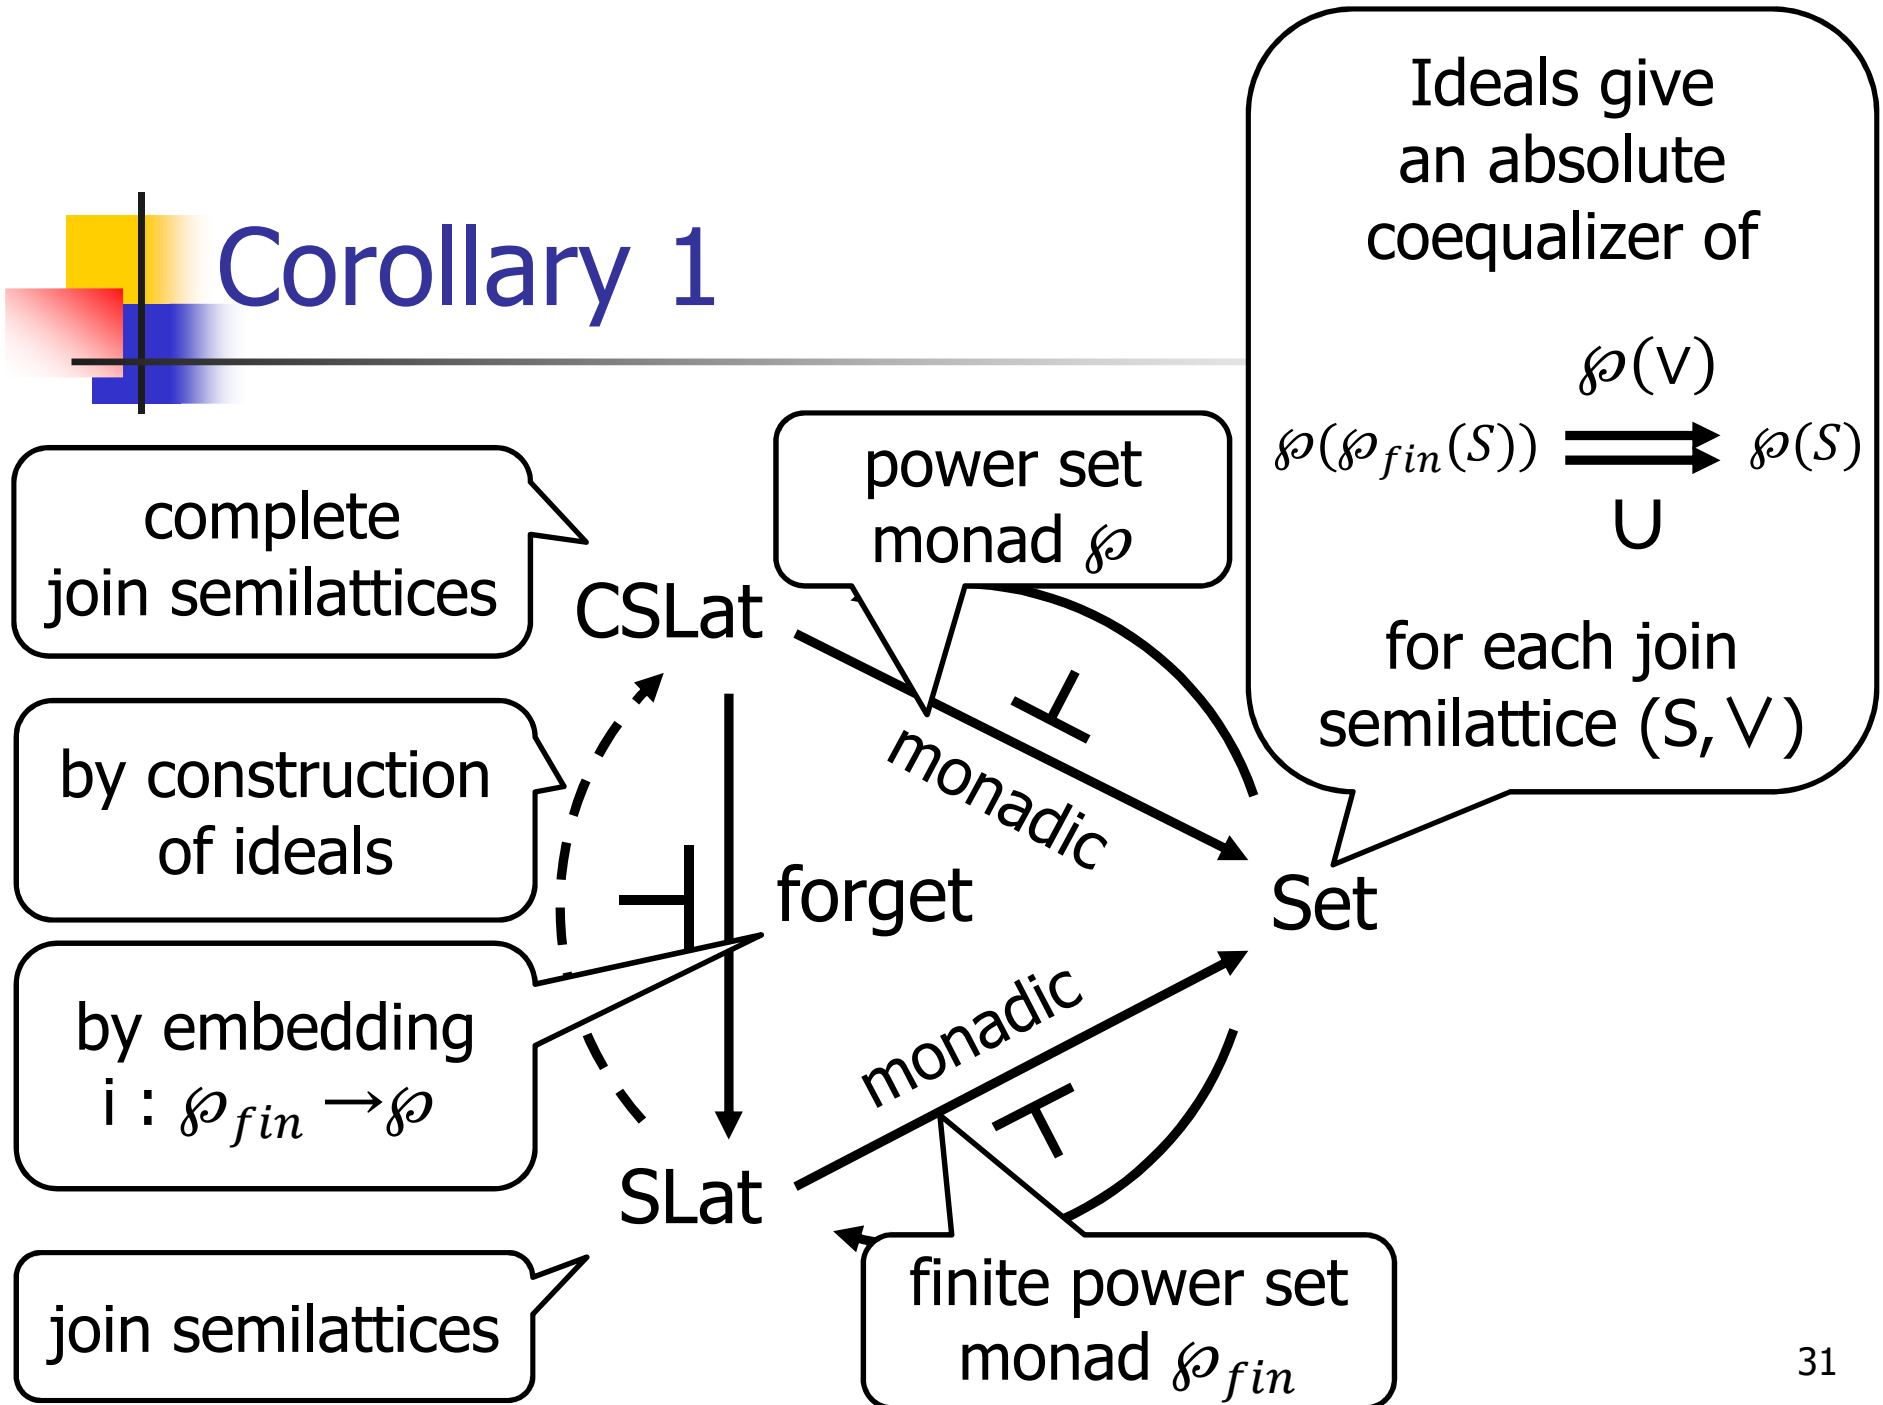 Corollary 1
Ideals give
an absolute
coequalizer of
℘(∨)
℘(℘_{fin}(S)) ⇉ ℘(S)
∪
for each join
semilattice (S,∨)
complete
join semilattices
power set
monad ℘
CSLat
by construction
of ideals
monadic
forget
Set
by embedding
i : ℘_{fin} →℘
monadic
SLat
join semilattices
finite power set
monad ℘_{fin}
31